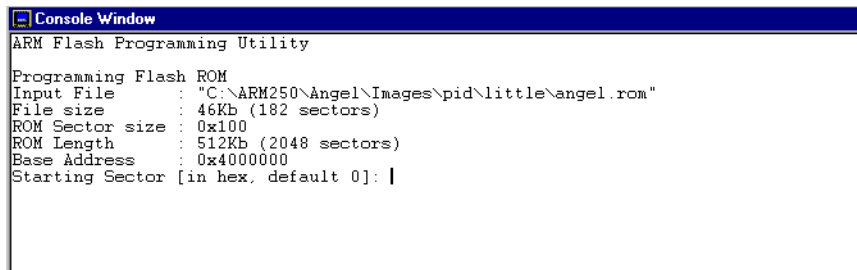 Console Window
ARM Flash Programming Utility
Programming Flash ROM
Input File : "C:\ARM250\Angel\Images\pid\little\angel.rom"
File size : 46Kb (182 sectors)
ROM Sector size : 0x100
ROM Length : 512Kb (2048 sectors)
Base Address : 0x4000000
Starting Sector [in hex, default 0]: